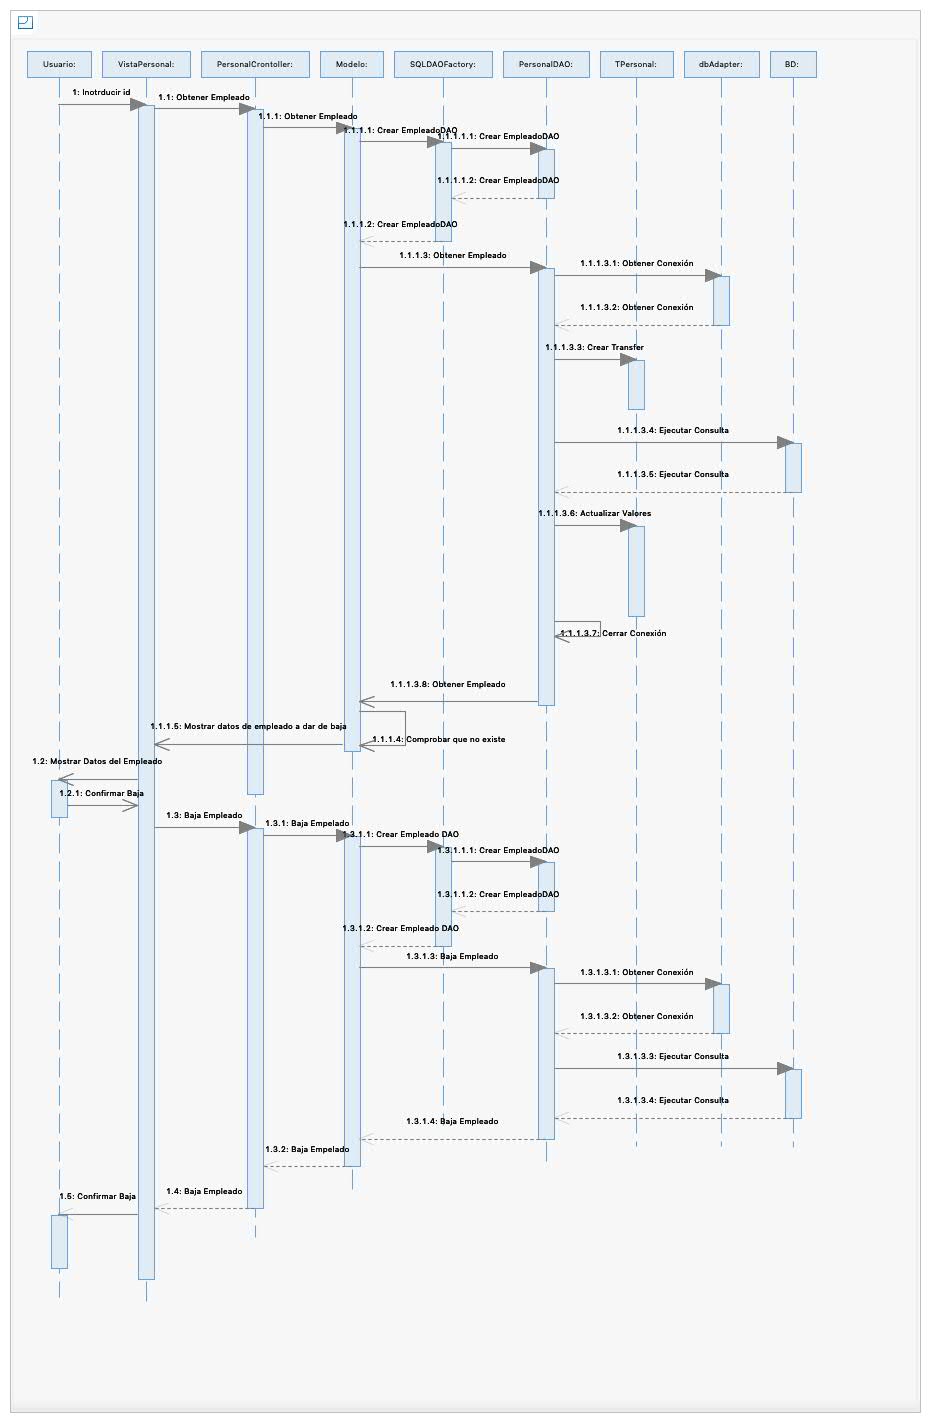 Usuario:
VistaPersonal:
PersonalCrontoller:
Modelo:
SQLDAOFactory:
PersonalDAO:
TPersonal:
dbAdapter:
BD:
1: Inotrducir id
1.1: Obtener Empleado
1.1.1: Obtener Empleado
1.1.1.1: Crear EmpleadoDAO
1.1.1.1.1: Crear EmpleadoDAO
1.1.1.1.2: Crear EmpleadoDAO
1.1.1.2: Crear EmpleadoDAO
1.1.1.3: Obtener Empleado
1.1.1.3.1: Obtener Conexión
1.1.1.3.2: Obtener Conexión
1.1.1.3.3: Crear Transfer
1.1.1.3.4: Ejecutar Consulta
1.1.1.3.5: Ejecutar Consulta
1.1.1.3.6: Actualizar Valores
1.1.1.3.7: Cerrar Conexión
1.1.1.3.8: Obtener Empleado
1.1.1.5: Mostrar datos de empleado a dar de baja
1.1.1.4: Comprobar que no existe
1.2: Mostrar Datos del Empleado
1.2.1: Confirmar Baja
1.3: Baja Empleado
1.3.1: Baja Empelado
1.3.1.1: Crear Empleado DAO
1.3.1.1.1: Crear EmpleadoDAO
1.3.1.1.2: Crear EmpleadoDAO
1.3.1.2: Crear Empleado DAO
1.3.1.3: Baja Empleado
1.3.1.3.1: Obtener Conexión
1.3.1.3.2: Obtener Conexión
1.3.1.3.3: Ejecutar Consulta
1.3.1.3.4: Ejecutar Consulta
1.3.1.4: Baja Empleado
1.3.2: Baja Empelado
1.4: Baja Empleado
1.5: Confirmar Baja